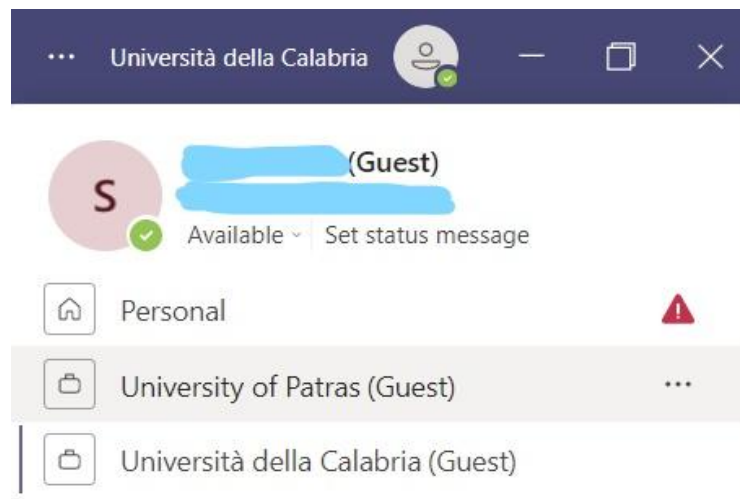 Università della Calabria
(Guest)
S
Available
Set status message
Personal
University of Patras (Guest)
Università della Calabria (Guest)